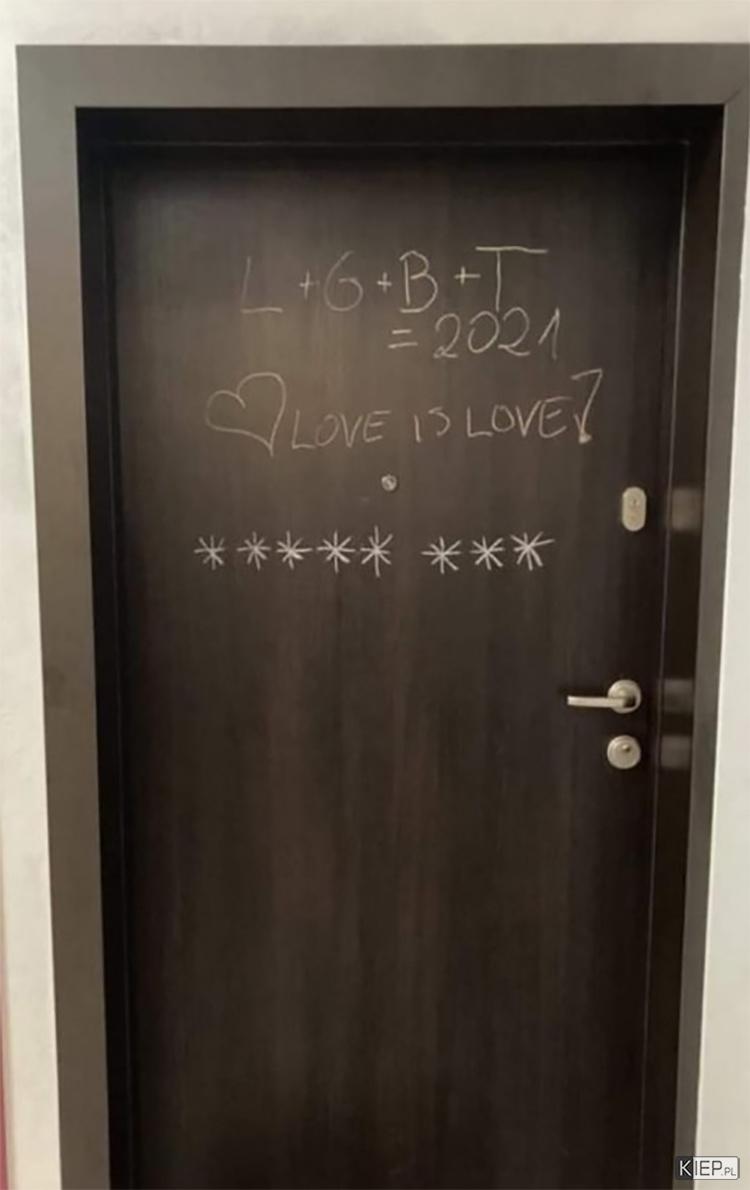 L+G+B+T
=2021
♡ LOVE IS LOVE!
***** ***
KIEP.PL